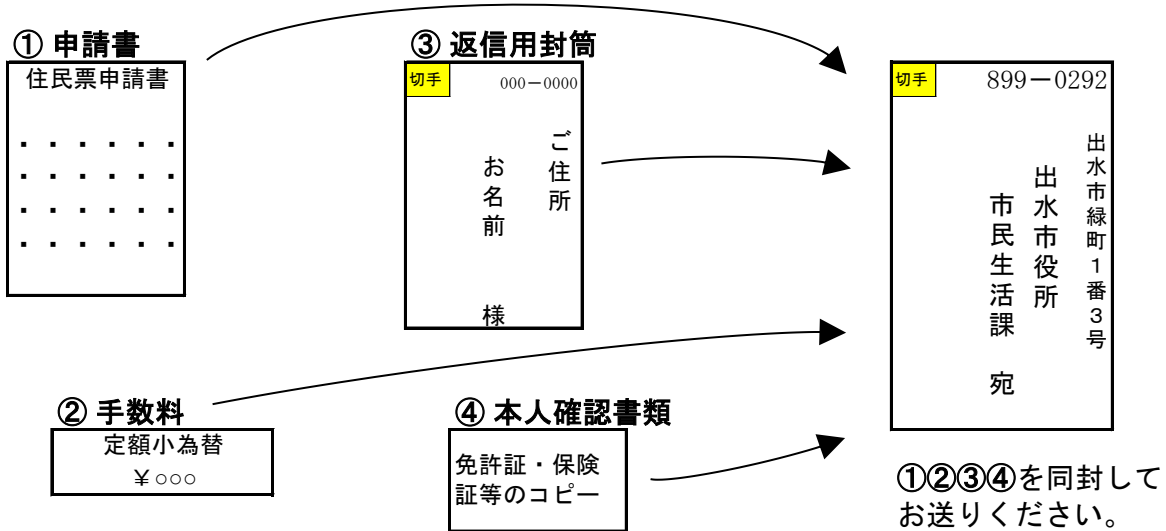 ① 申請書
住民票申請書
・ ・ ・ ・ ・ ・
・ ・ ・ ・ ・ ・
・ ・ ・ ・ ・ ・
・ ・ ・ ・ ・ ・
③ 返信用封筒
切手
000－0000
ご住所
お名前 様
切手
899－0292
出水市緑町1番3号
出水市役所
市民生活課 宛
② 手数料
定額小為替
￥○○○
④ 本人確認書類
免許証・保険
証等のコピー
①②③④を同封して
お送りください。